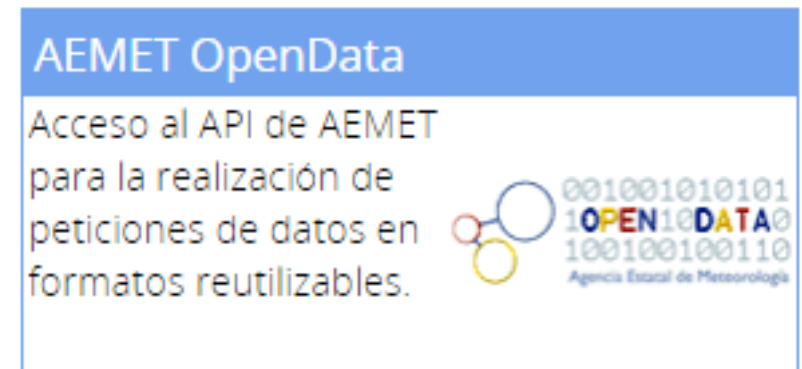 AEMET OpenData
Acceso al API de AEMET
para la realización de
peticiones de datos en
formatos reutilizables.
001001010101
1OPEN10DATA0
100100100110
Agencia Estatal de Meteorología